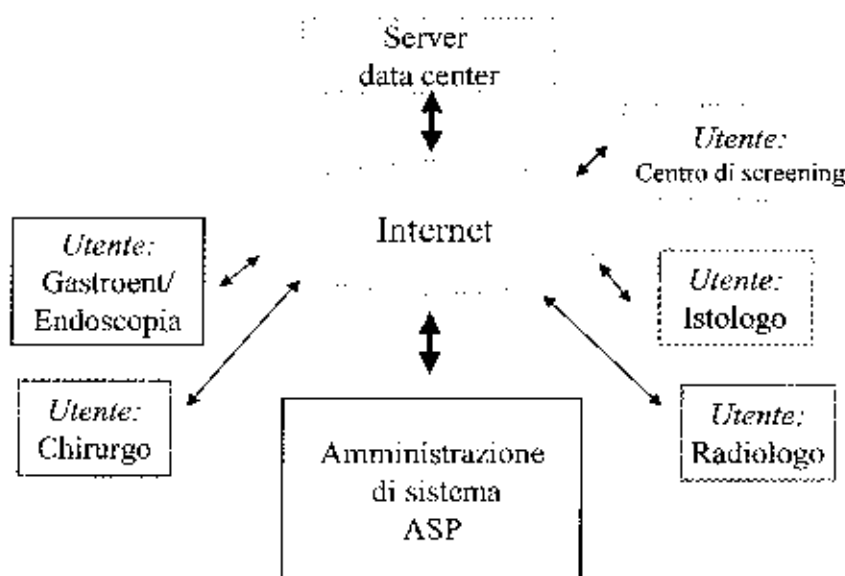 Server
data center
Utente:
Centro di screening
Internet
Utente:
Gastroent/
Endoscopia
Utente:
Istologo
Utente:
Chirurgo
Amministrazione
di sistema
ASP
Utente:
Radiologo